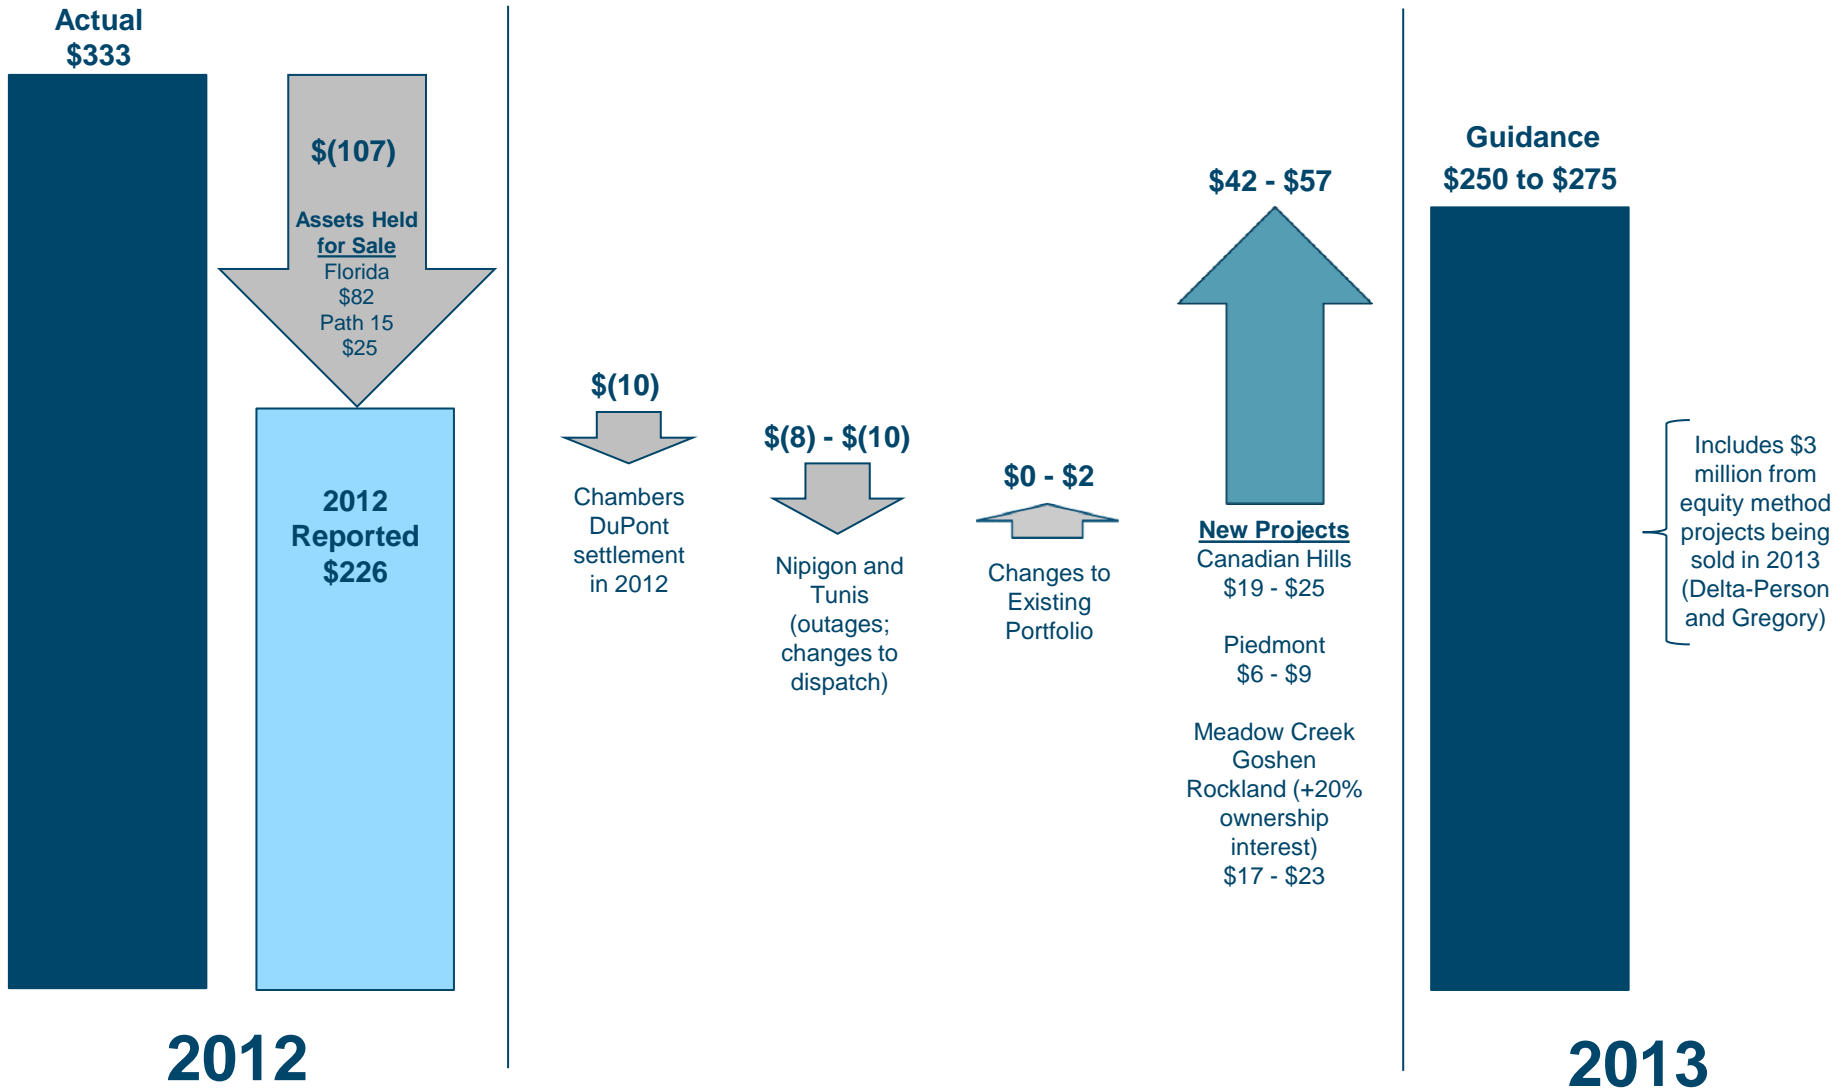 Actual
$333
$(107)
Assets Held
for Sale
Florida
$82
Path 15
$25
2012
Reported
$226
2012
$(10)
Chambers
DuPont
settlement
in 2012
$(8) - $(10)
Nipigon and
Tunis
(outages;
changes to
dispatch)
$0 - $2
Changes to
Existing
Portfolio
$42 - $57
New Projects
Canadian Hills
$19 - $25
Piedmont
$6 - $9
Meadow Creek
Goshen
Rockland (+20%
ownership
interest)
$17 - $23
Guidance
$250 to $275
Includes $3
million from
equity method
projects being
sold in 2013
(Delta-Person
and Gregory)
2013